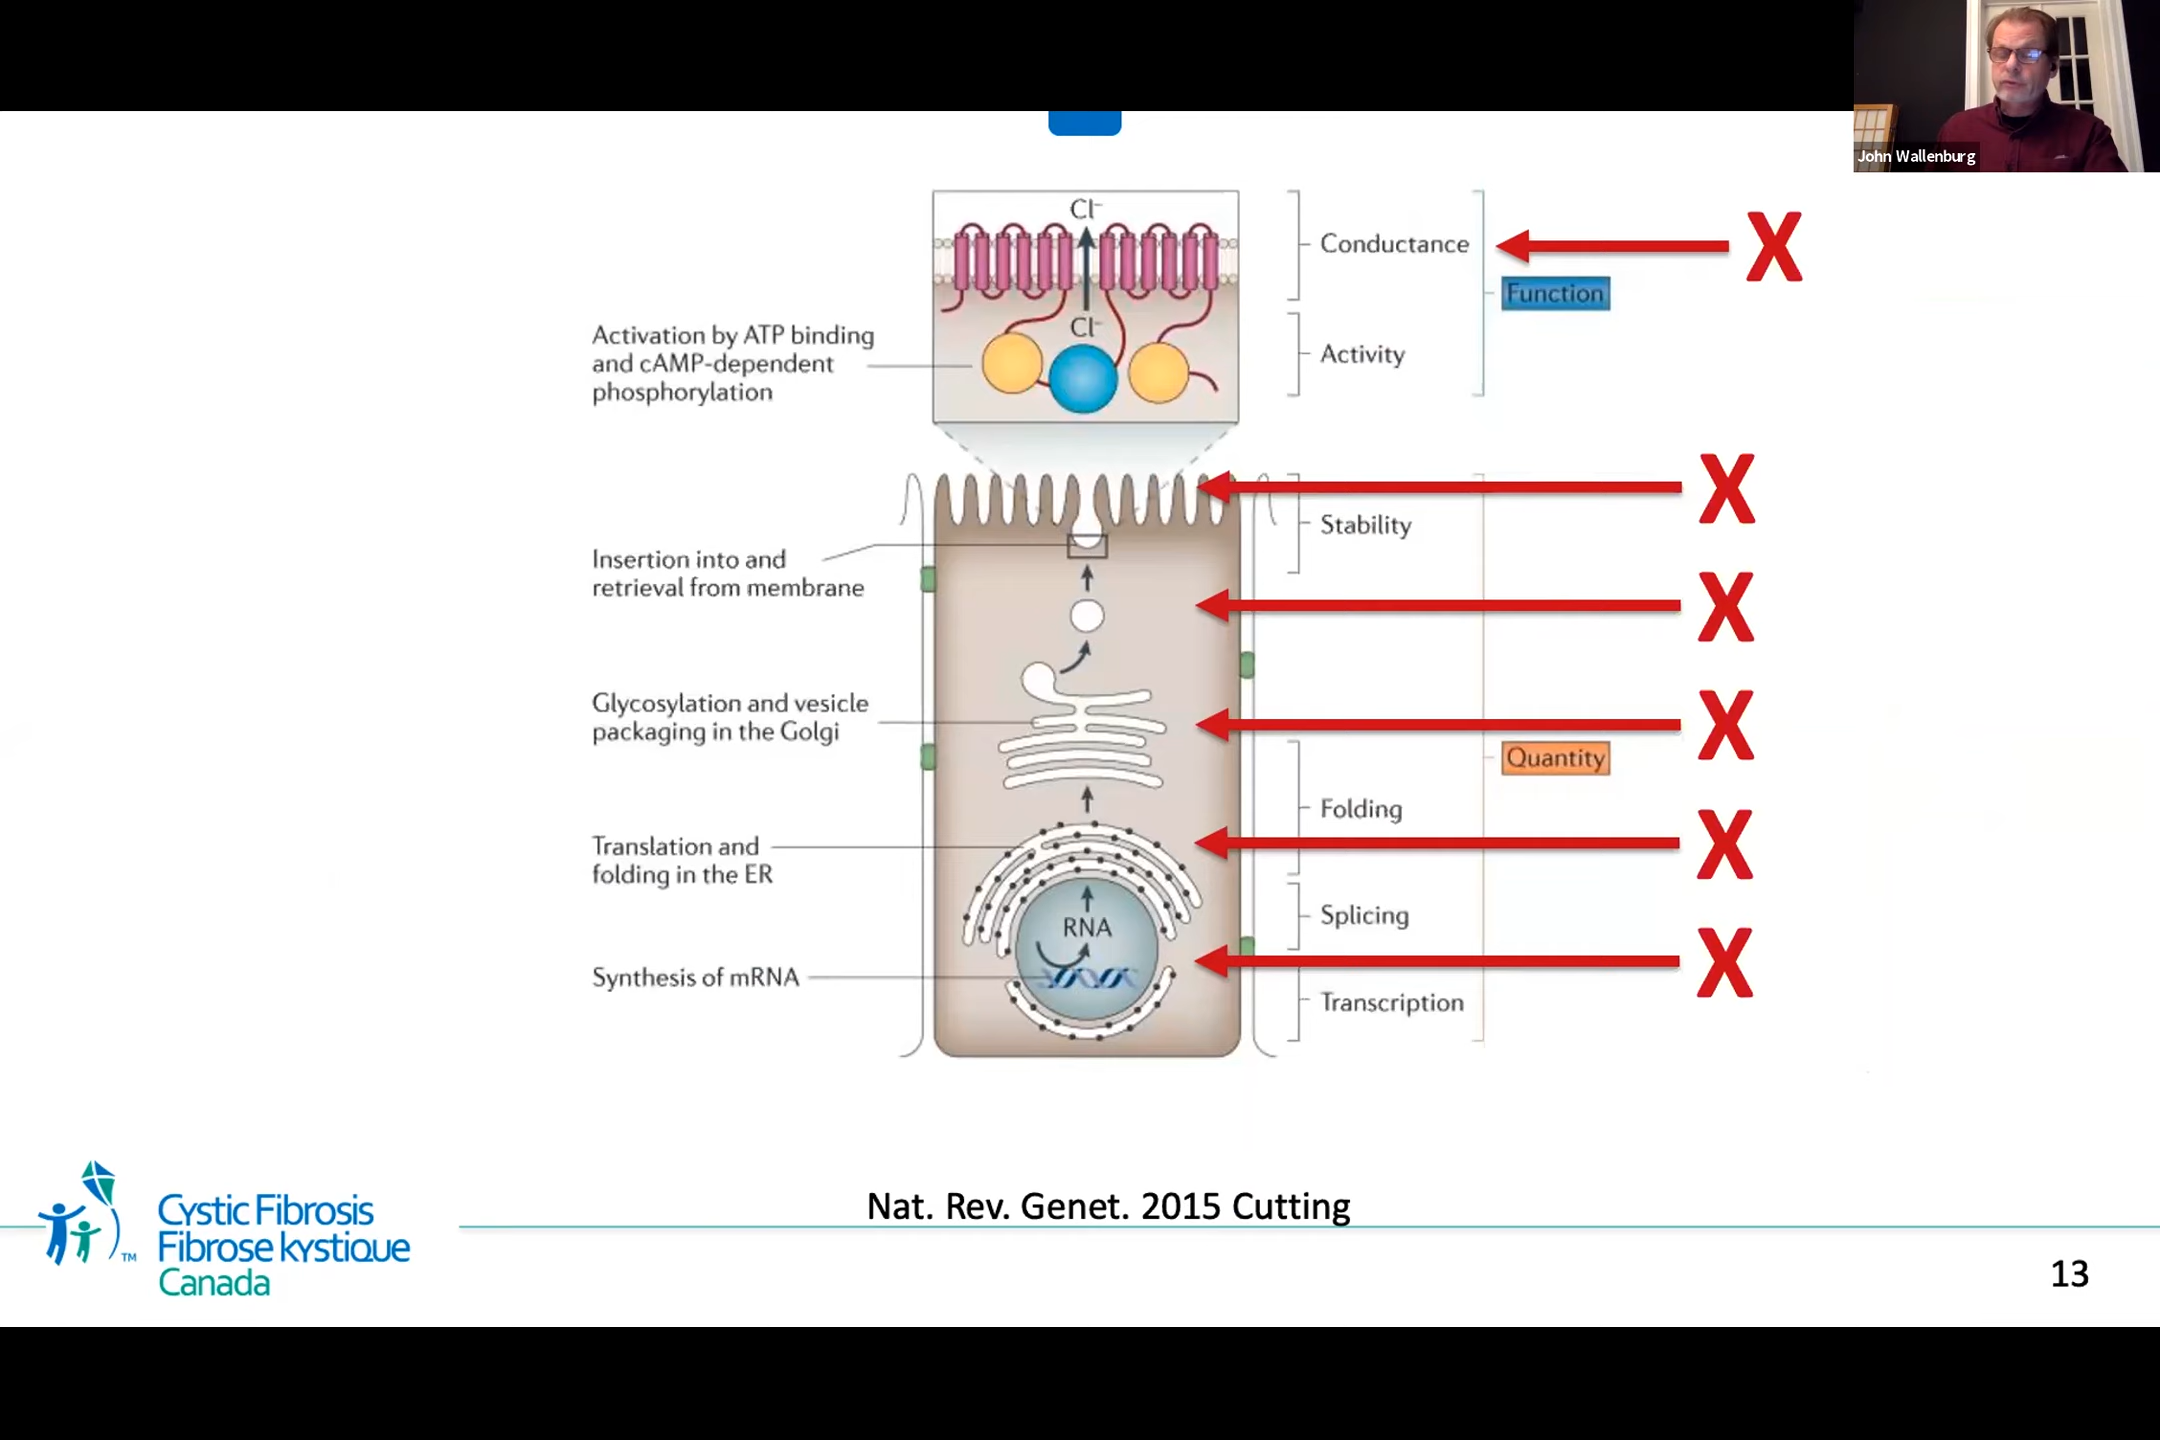 John Wallenburg
Cl⁻
Cl⁻
Conductance
X
Function
Activity
Activation by ATP binding
and cAMP-dependent
phosphorylation
X
Stability
Insertion into and
retrieval from membrane
X
Glycosylation and vesicle
packaging in the Golgi
X
Quantity
Folding
Translation and
folding in the ER
X
Splicing
RNA
X
Synthesis of mRNA
Transcription
Nat. Rev. Genet. 2015 Cutting
Cystic Fibrosis
Fibrose kystique
Canada
TM
13